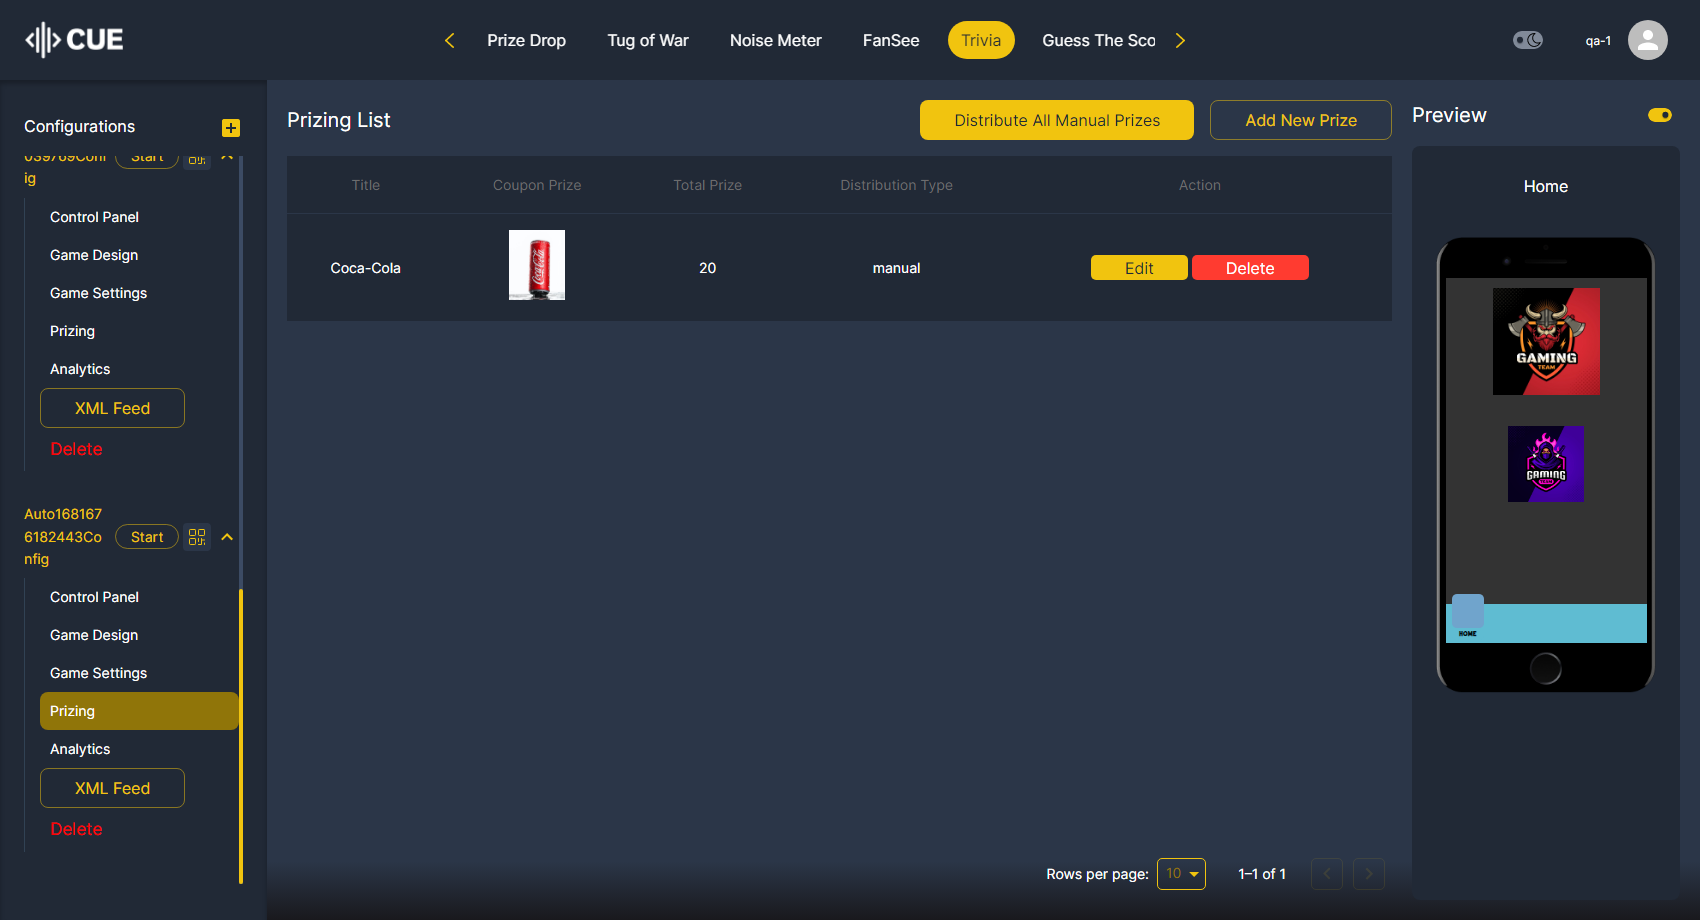 CUE
Prize Drop
Tug of War
Noise Meter
FanSee
Trivia
Guess The Sco
qa-1
Configurations
039769Conf
ig
Start
Control Panel
Game Design
Game Settings
Prizing
Analytics
XML Feed
Delete
Auto168167
6182443Co
nfig
Start
Control Panel
Game Design
Game Settings
Prizing
Analytics
XML Feed
Delete
Prizing List
Distribute All Manual Prizes
Add New Prize
Title
Coupon Prize
Total Prize
Distribution Type
Action
Coca-Cola
Coca-Cola
20
manual
Edit
Delete
Rows per page:
10
1–1 of 1
Preview
Home
GAMING
TEAM
GAMING
TEAM
HOME